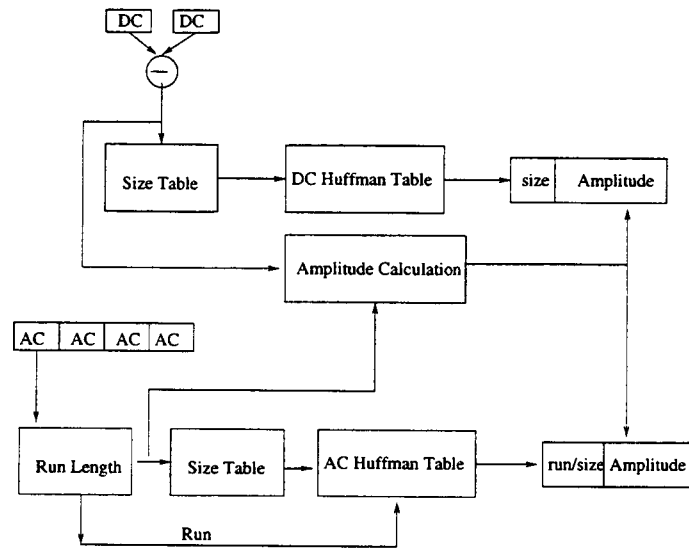 DC DC
Size Table
DC Huffman Table
size Amplitude
Amplitude Calculation
AC AC AC AC
Run Length
Size Table
AC Huffman Table
run/size Amplitude
Run